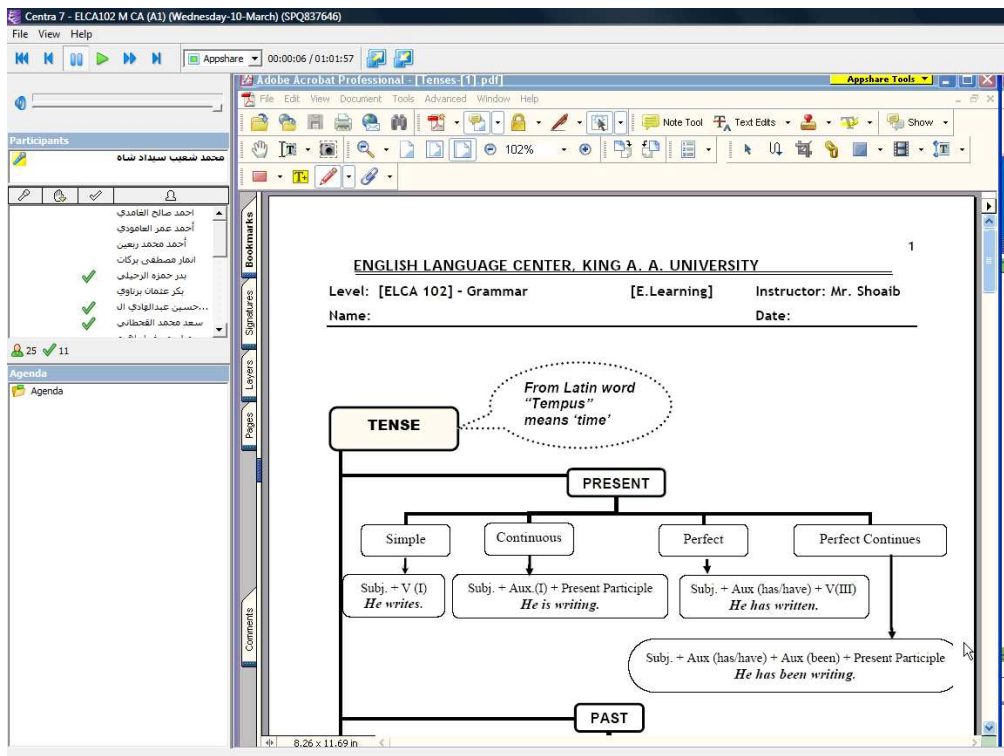 Centra 7 - ELCA102 M CA (A1) (Wednesday-10-March) (SPQ837646)
File View Help
Appshare 00:00:06 / 01:01:57
Participants
محمد شعيب سيداد شاه
احمد صالح الغامدي
أحمد عمر العامودي
أحمد محمد ربعين
انمار مصطفى بركات
بدر حمزه الرحيلي
بكر عثمان برناوي
حسين عبدالهادي ال...
سعد محمد القحطاني
25 11
Agenda
Agenda
Adobe Acrobat Professional - [Tenses-[1].pdf]
Appshare Tools
File Edit View Document Tools Advanced Window Help
Note Tool Text Edits Show
102%
Bookmarks
Signatures
Layers
Pages
Comments
1
ENGLISH LANGUAGE CENTER, KING A. A. UNIVERSITY
Level: [ELCA 102] - Grammar [E.Learning] Instructor: Mr. Shoaib
Name: Date:
From Latin word
"Tempus"
means 'time'
TENSE
PRESENT
Simple Continuous Perfect Perfect Continues
Subj. + V (I)
He writes.
Subj. + Aux.(I) + Present Participle
He is writing.
Subj. + Aux (has/have) + V(III)
He has written.
Subj. + Aux (has/have) + Aux (been) + Present Participle
He has been writing.
PAST
8.26 x 11.69 in